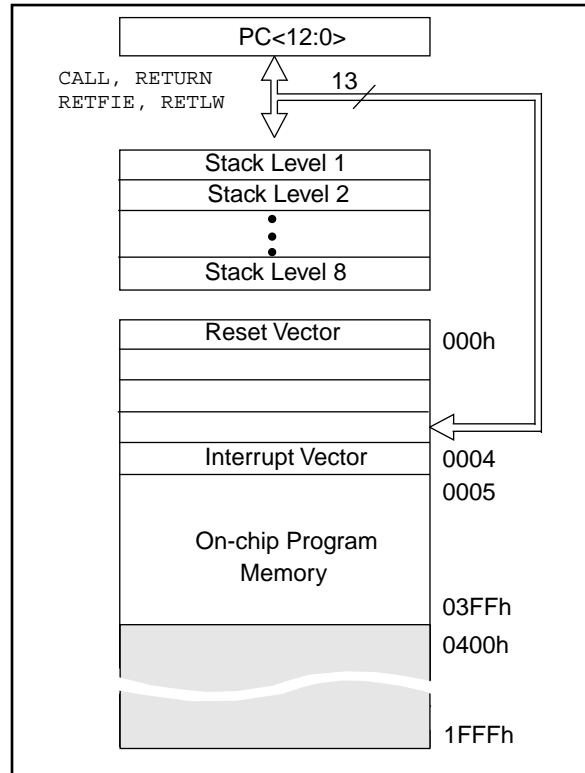 PC<12:0>
CALL, RETURN
RETFIE, RETLW
13
Stack Level 1
Stack Level 2
Stack Level 8
Reset Vector
000h
Interrupt Vector
0004
0005
On-chip Program
Memory
03FFh
0400h
1FFFh